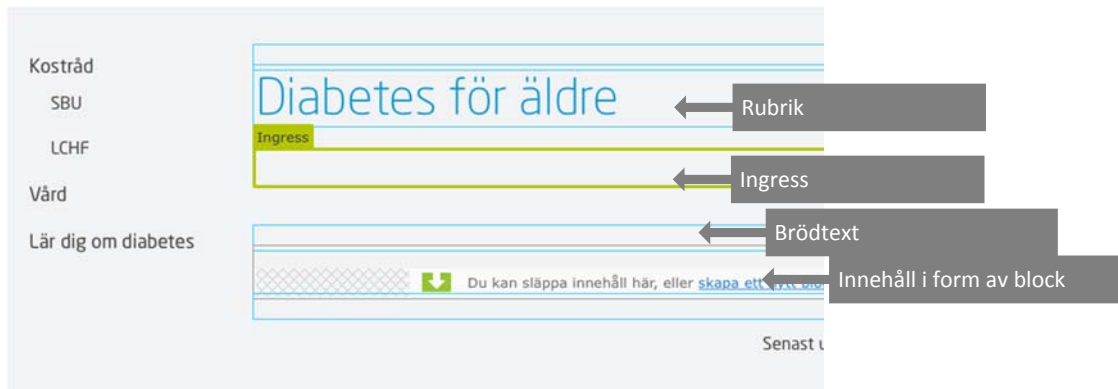 Kostråd
SBU
LCHF
Vård
Lär dig om diabetes
Diabetes för äldre
Ingress
Du kan släppa innehåll här, eller skapa ett
Senast
Rubrik
Ingress
Brödtext
Innehåll i form av block